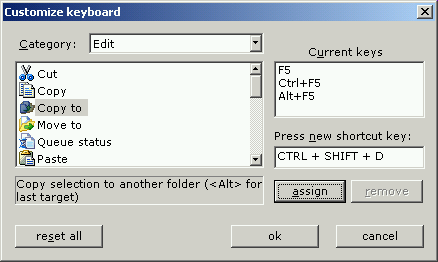 Customize keyboard
Category:
Edit
Current keys
Cut
Copy
Copy to
Move to
Queue status
Paste
F5
Ctrl+F5
Alt+F5
Press new shortcut key:
CTRL + SHIFT + D
Copy selection to another folder (<Alt> for
last target)
assign
remove
reset all
ok
cancel